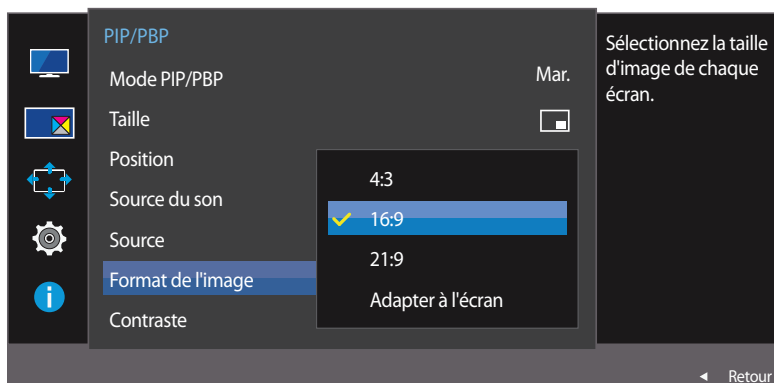 PIP/PBP
Mode PIP/PBP Mar.
Taille
Position
Source du son
Source
Format de l'image
Contraste
4:3
16:9
21:9
Adapter à l'écran
Sélectionnez la taille
d'image de chaque
écran.
Retour